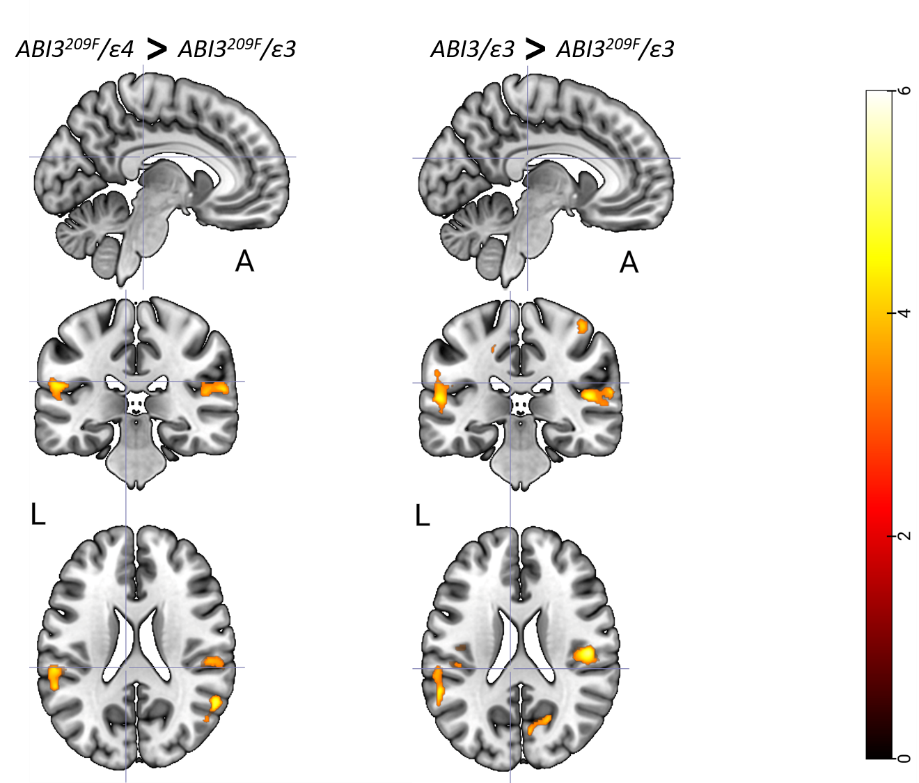 ABI3209F/ε4 > ABI3209F/ε3
ABI3/ε3 > ABI3209F/ε3
A
A
L
L
6
4
2
0